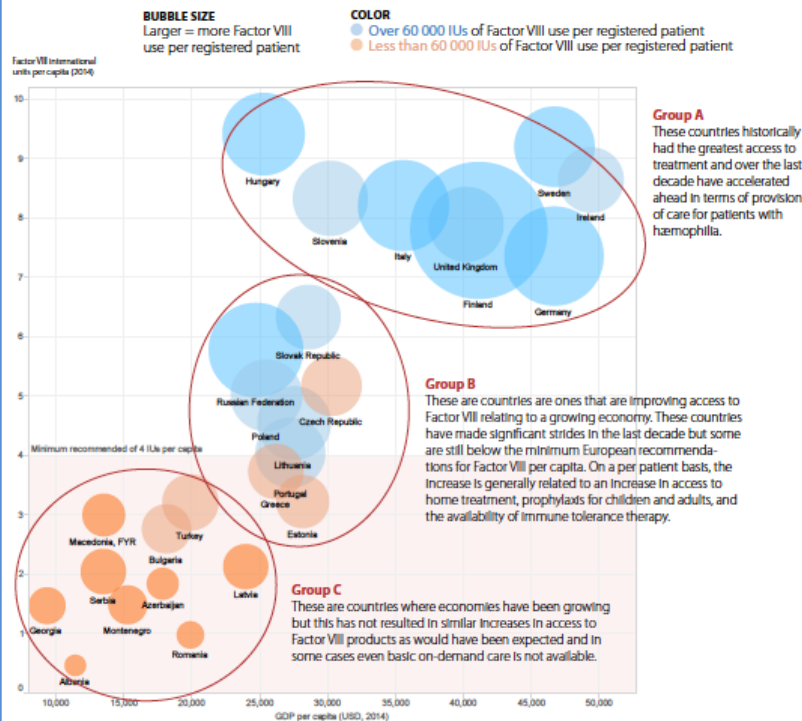 BUBBLE SIZE
Larger = more Factor VIII
use per registered patient
COLOR
Over 60 000 IUs of Factor VIII use per registered patient
Less than 60 000 IUs of Factor VIII use per registered patient
Factor VIII international
units per capita (2014)
10
9
8
7
6
5
4
3
2
1
0
Hungary
Slovenia
Italy
United Kingdom
Finland
Sweden
Ireland
Germany
Group A
These countries historically
had the greatest access to
treatment and over the last
decade have accelerated
ahead in terms of provision
of care for patients with
hæmophilia.
Slovak Republic
Russian Federation
Czech Republic
Poland
Lithuania
Portugal
Greece
Estonia
Group B
These are countries are ones that are improving access to
Factor VIII relating to a growing economy. These countries
have made significant strides in the last decade but some
are still below the minimum European recommenda-
tions for Factor VIII per capita. On a per patient basis, the
increase is generally related to an increase in access to
home treatment, prophylaxis for children and adults, and
the availability of immune tolerance therapy.
Minimum recommended of 4 IUs per capita
Macedonia, FYR
Turkey
Bulgaria
Serbia
Azerbaijan
Latvia
Georgia
Montenegro
Romania
Albania
Group C
These are countries where economies have been growing
but this has not resulted in similar increases in access to
Factor VIII products as would have been expected and in
some cases even basic on-demand care is not available.
10,000
15,000
20,000
25,000
30,000
35,000
40,000
45,000
50,000
GDP per capita (USD, 2014)